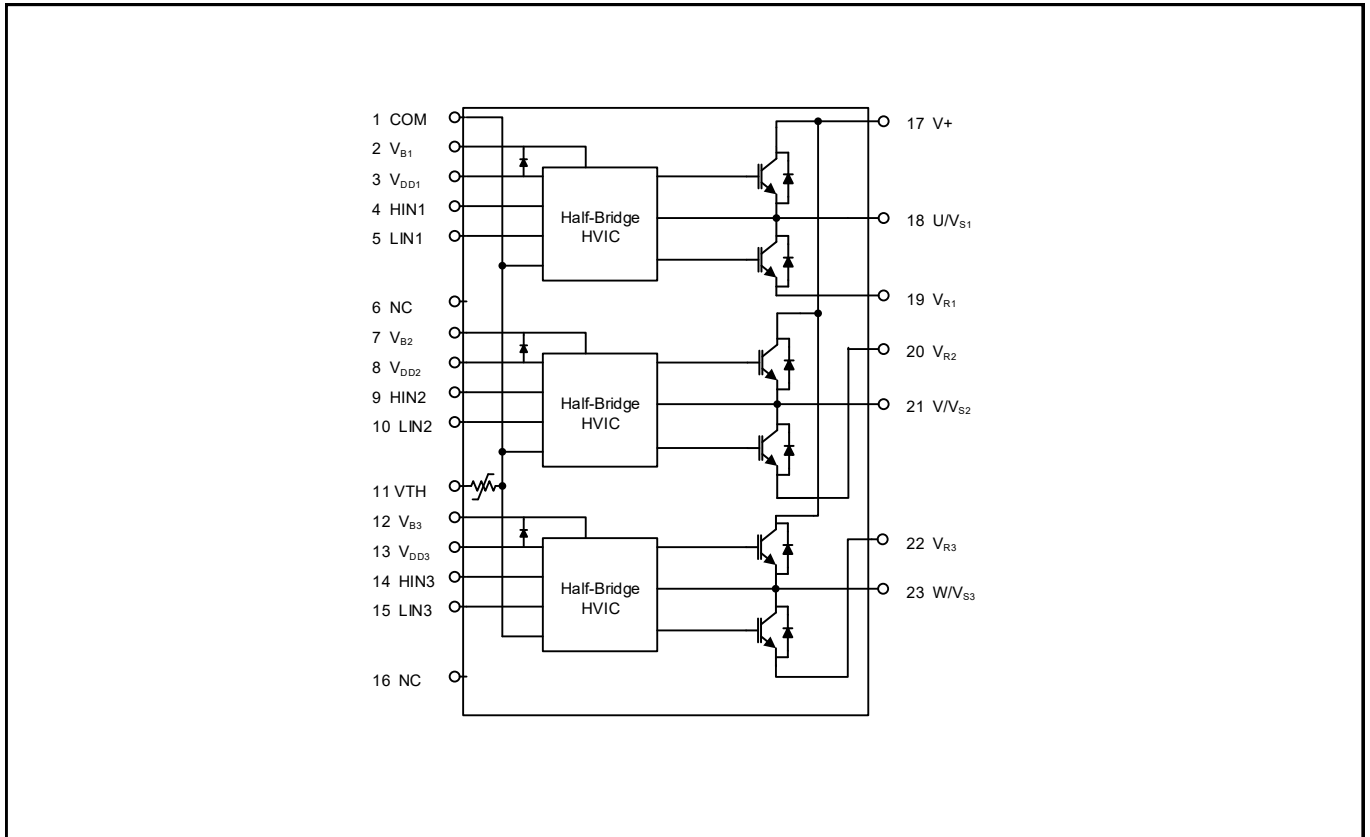 1 COM
2 VB1
3 VDD1
4 HIN1
5 LIN1
6 NC
7 VB2
8 VDD2
9 HIN2
10 LIN2
11 VTH
12 VB3
13 VDD3
14 HIN3
15 LIN3
16 NC
Half-Bridge
HVIC
Half-Bridge
HVIC
Half-Bridge
HVIC
17 V+
18 U/VS1
19 VR1
20 VR2
21 V/VS2
22 VR3
23 W/VS3